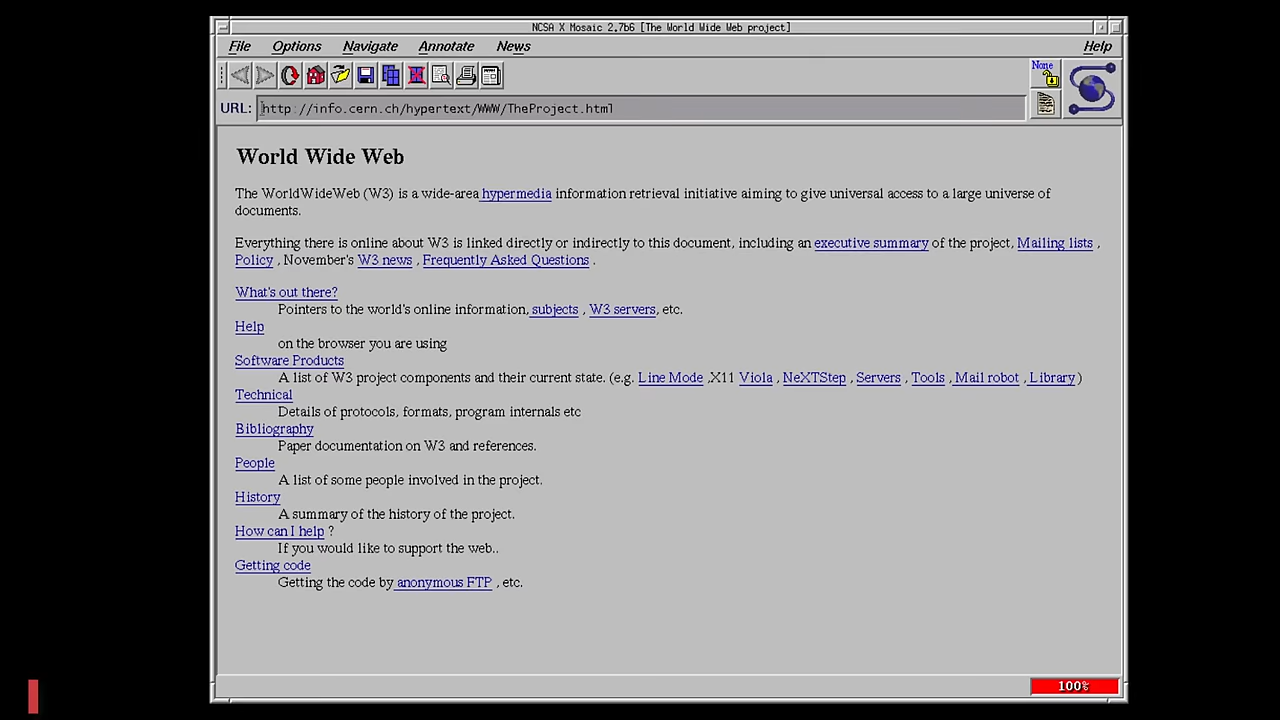 NCSA X Mosaic 2.7b6 [The World Wide Web project]
File Options Navigate Annotate News Help
None
URL: http://info.cern.ch/hypertext/WWW/TheProject.html
World Wide Web
The WorldWideWeb (W3) is a wide-area hypermedia information retrieval initiative aiming to give universal access to a large universe of
documents.
Everything there is online about W3 is linked directly or indirectly to this document, including an executive summary of the project, Mailing lists ,
Policy , November's W3 news , Frequently Asked Questions .
What's out there?
Pointers to the world's online information, subjects , W3 servers, etc.
Help
on the browser you are using
Software Products
A list of W3 project components and their current state. (e.g. Line Mode ,X11 Viola , NeXTStep , Servers , Tools , Mail robot , Library )
Technical
Details of protocols, formats, program internals etc
Bibliography
Paper documentation on W3 and references.
People
A list of some people involved in the project.
History
A summary of the history of the project.
How can I help ?
If you would like to support the web..
Getting code
Getting the code by anonymous FTP , etc.
100%